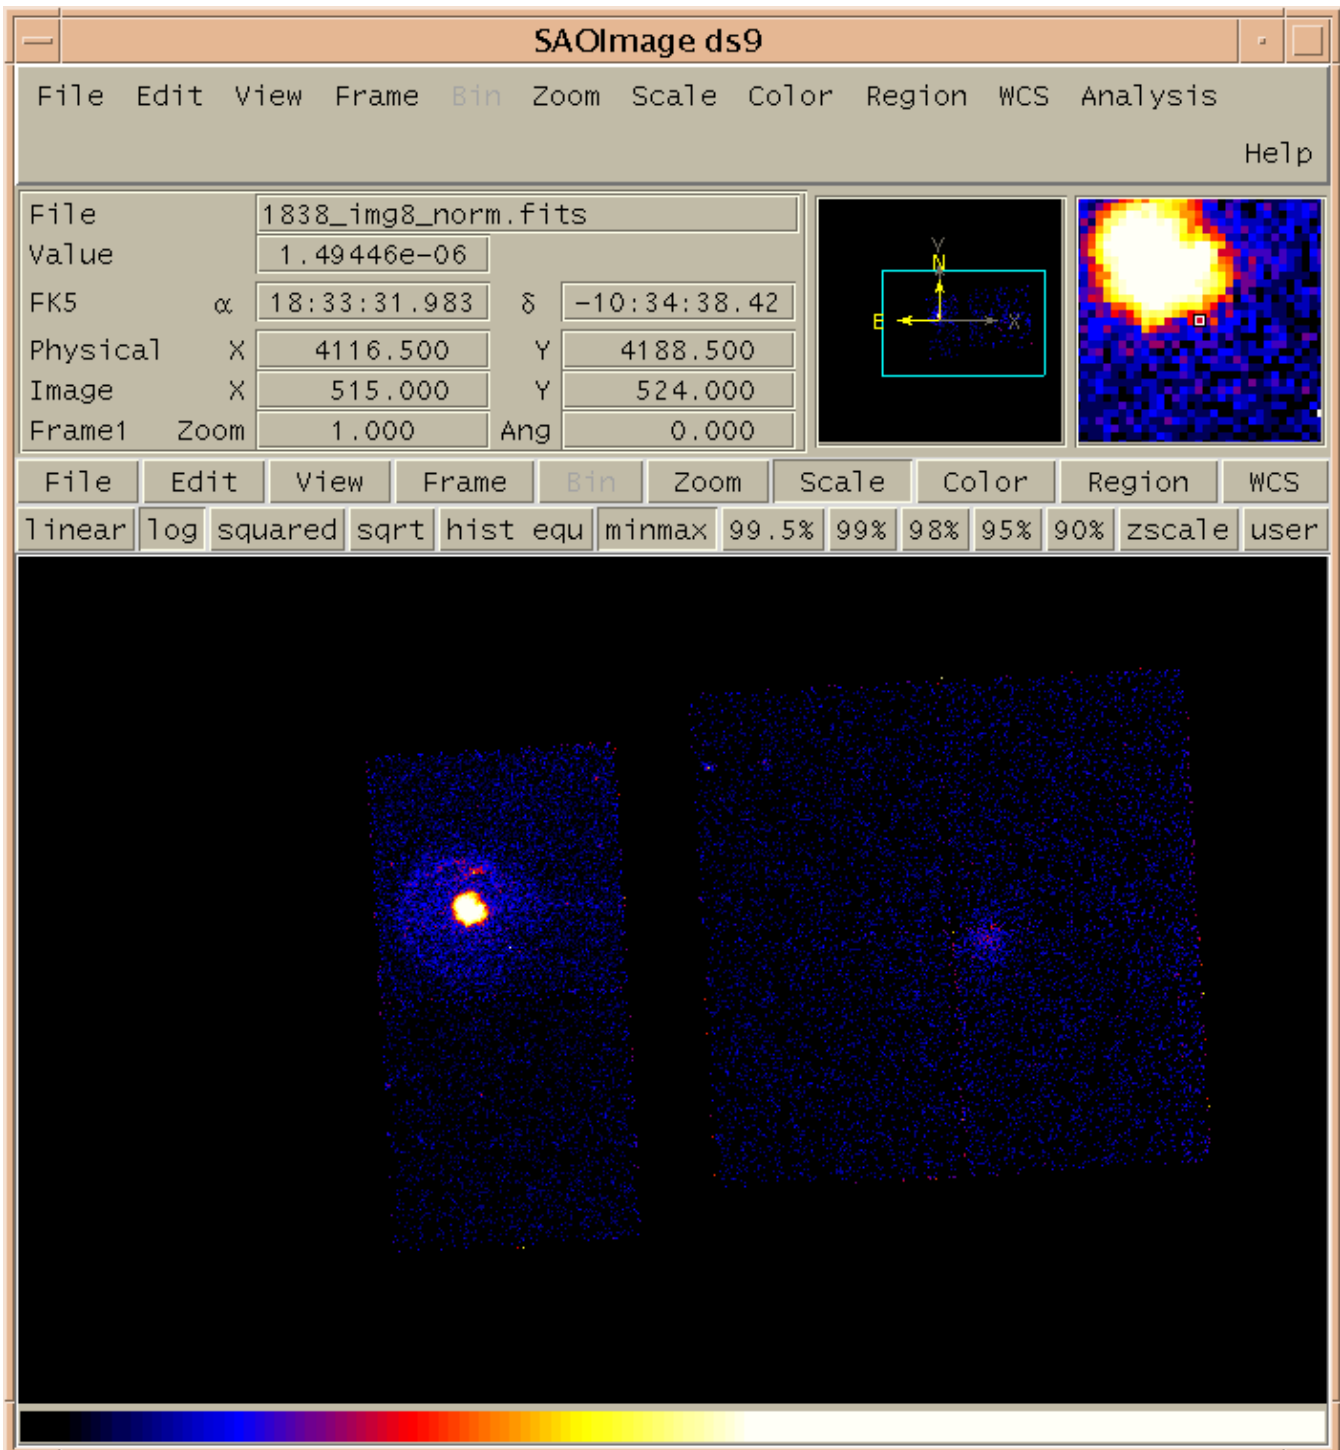 SAOImage ds9
File Edit View Frame Bin Zoom Scale Color Region WCS Analysis
Help
File 1838_img8_norm.fits
Value 1.49446e-06
FK5 α 18:33:31.983 δ -10:34:38.42
Physical X 4116.500 Y 4188.500
Image X 515.000 Y 524.000
Frame1 Zoom 1.000 Ang 0.000
Y
N
E X
File Edit View Frame Bin Zoom Scale Color Region WCS
linear log squared sqrt hist equ minmax 99.5% 99% 98% 95% 90% zscale user